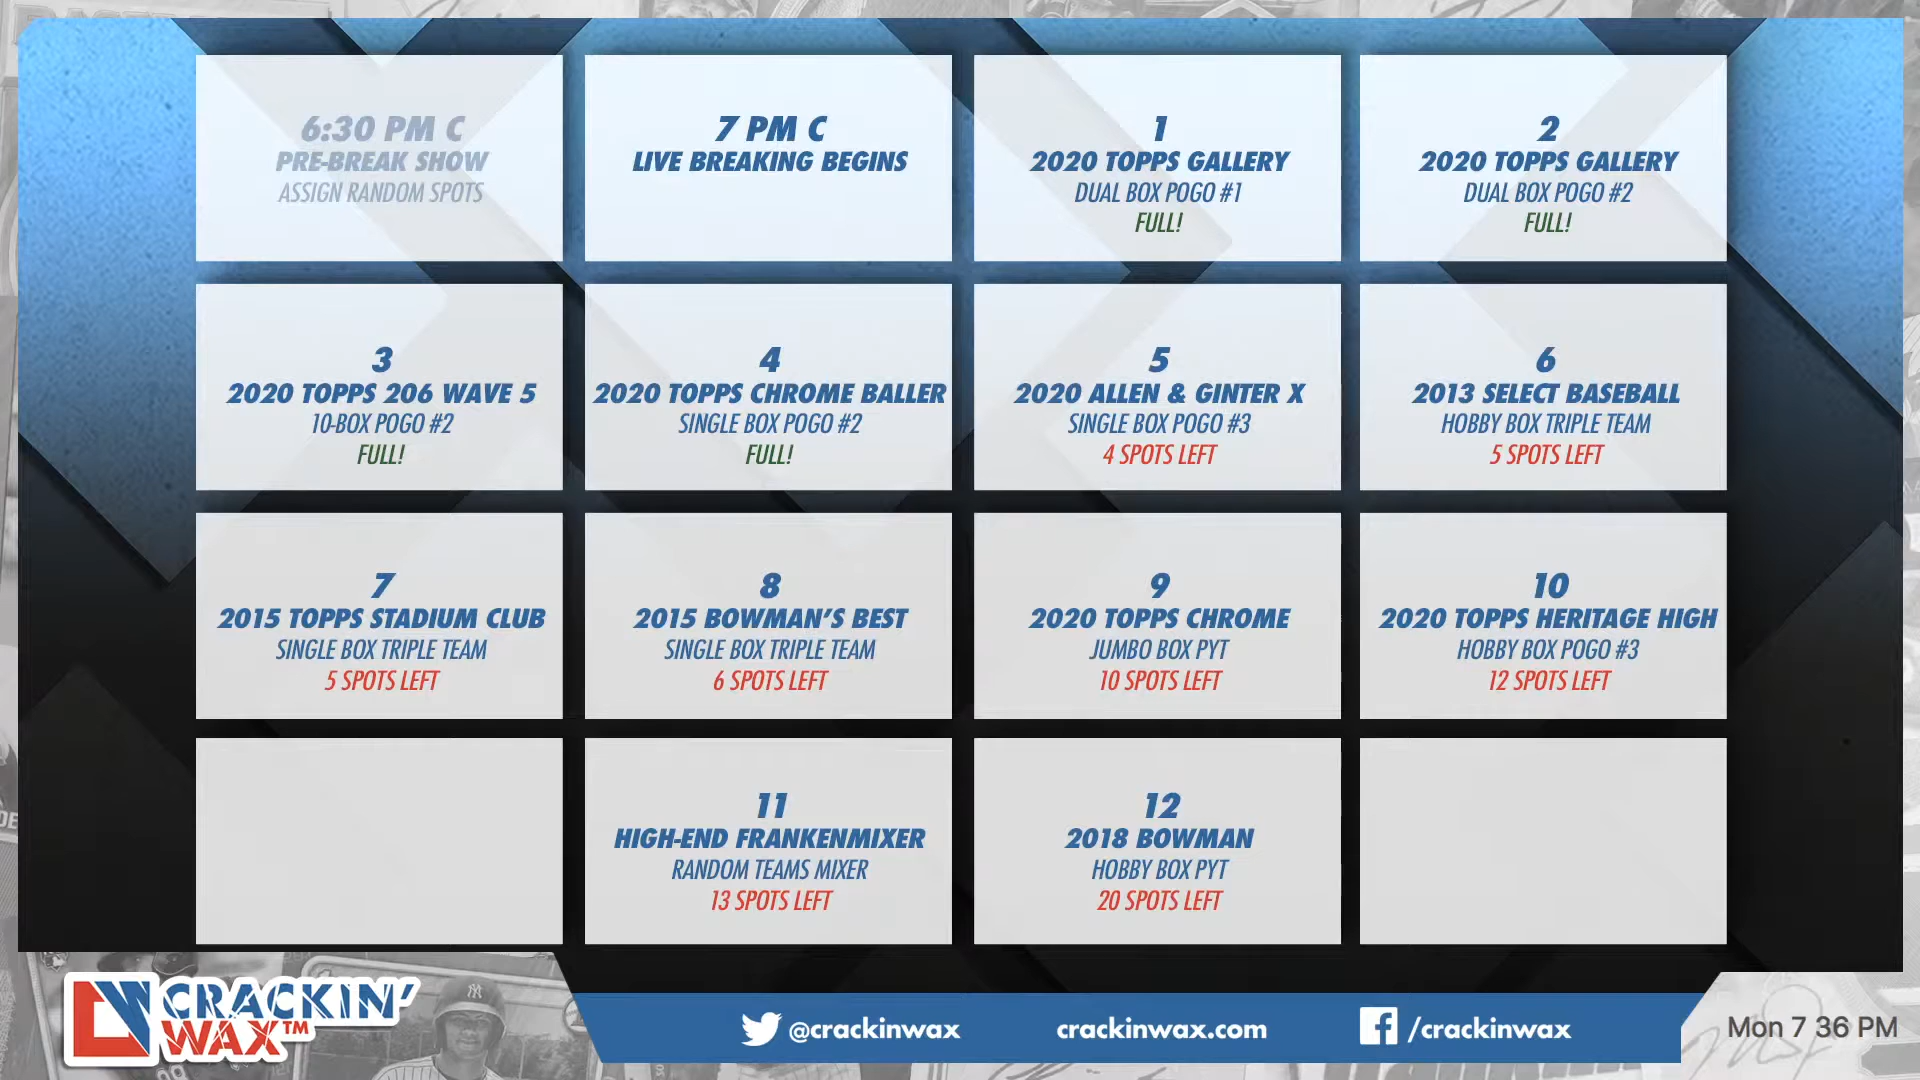 6:30 PM C
PRE-BREAK SHOW
ASSIGN RANDOM SPOTS
7 PM C
LIVE BREAKING BEGINS
1
2020 TOPPS GALLERY
DUAL BOX POGO #1
FULL!
2
2020 TOPPS GALLERY
DUAL BOX POGO #2
FULL!
3
2020 TOPPS 206 WAVE 5
10-BOX POGO #2
FULL!
4
2020 TOPPS CHROME BALLER
SINGLE BOX POGO #2
FULL!
5
2020 ALLEN & GINTER X
SINGLE BOX POGO #3
4 SPOTS LEFT
6
2013 SELECT BASEBALL
HOBBY BOX TRIPLE TEAM
5 SPOTS LEFT
7
2015 TOPPS STADIUM CLUB
SINGLE BOX TRIPLE TEAM
5 SPOTS LEFT
8
2015 BOWMAN'S BEST
SINGLE BOX TRIPLE TEAM
6 SPOTS LEFT
9
2020 TOPPS CHROME
JUMBO BOX PYT
10 SPOTS LEFT
10
2020 TOPPS HERITAGE HIGH
HOBBY BOX POGO #3
12 SPOTS LEFT
11
HIGH-END FRANKENMIXER
RANDOM TEAMS MIXER
13 SPOTS LEFT
12
2018 BOWMAN
HOBBY BOX PYT
20 SPOTS LEFT
CRACKIN'
WAX™
@crackinwax
crackinwax.com
/crackinwax
Mon 7 36 PM